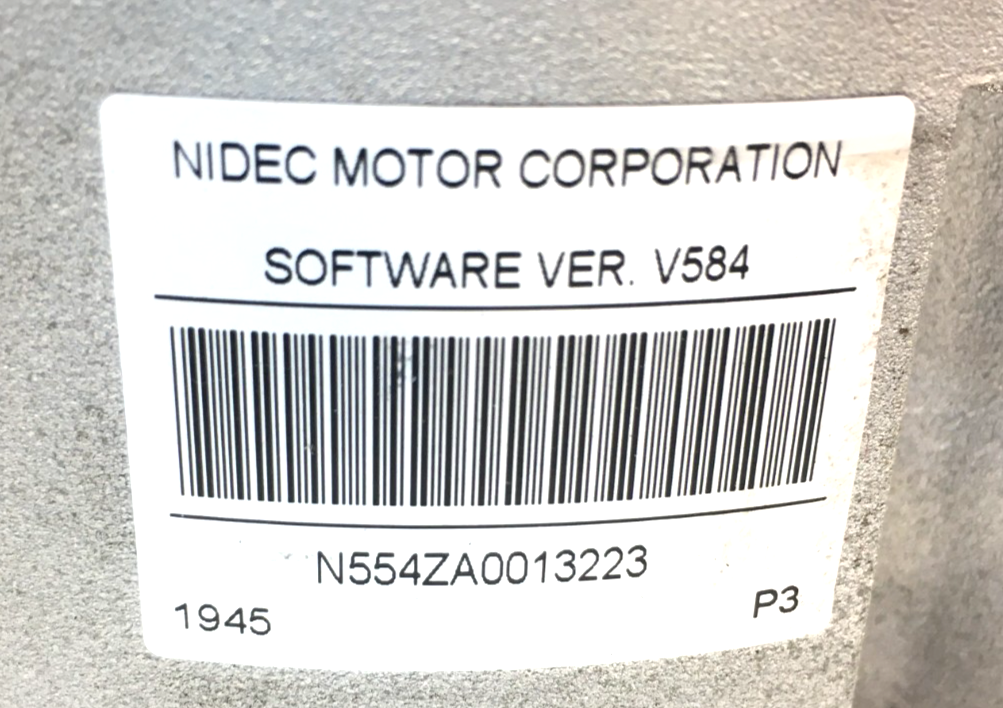 NIDEC MOTOR CORPORATION
SOFTWARE VER. V584
N554ZA0013223
1945
P3